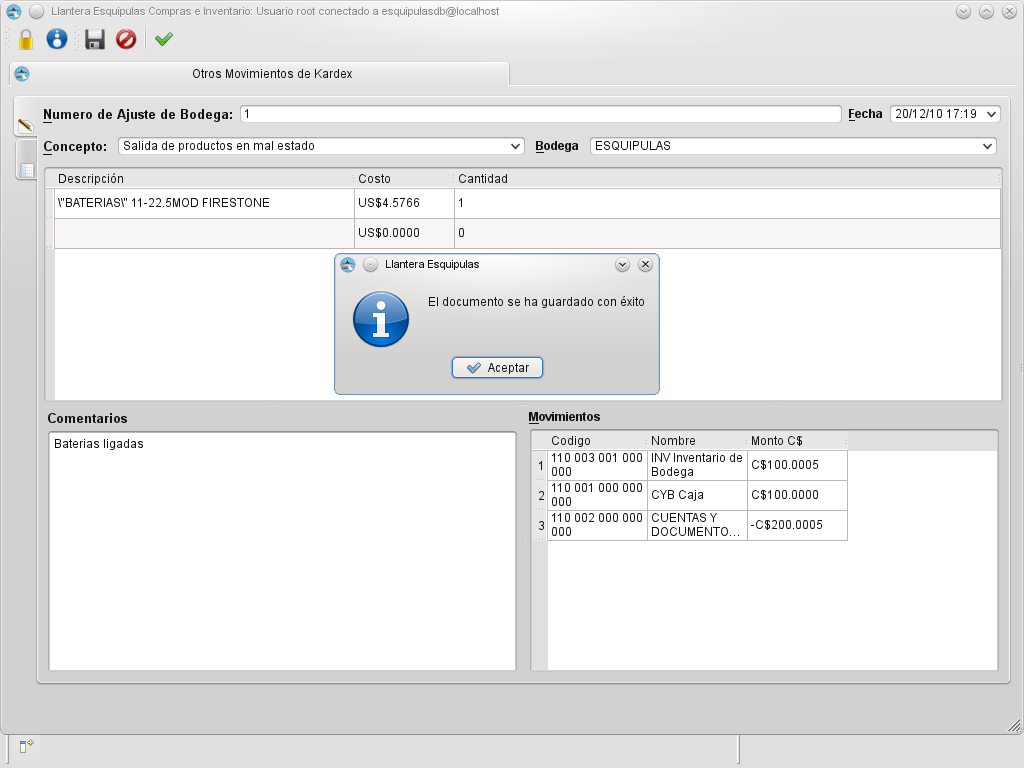 Llantera Esquipulas Compras e Inventario: Usuario root conectado a esquipulasdb@localhost
Otros Movimientos de Kardex
Numero de Ajuste de Bodega: 1 Fecha 20/12/10 17:19
Concepto: Salida de productos en mal estado Bodega ESQUIPULAS
Descripción Costo Cantidad
\"BATERIAS\" 11-22.5MOD FIRESTONE US$4.5766 1
US$0.0000 0
Llantera Esquipulas
El documento se ha guardado con éxito
Aceptar
Comentarios
Baterias ligadas
Movimientos
Codigo Nombre Monto C$
1 110 003 001 000 000 INV Inventario de Bodega C$100.0005
2 110 001 000 000 000 CYB Caja C$100.0000
3 110 002 000 000 000 CUENTAS Y DOCUMENTO... -C$200.0005